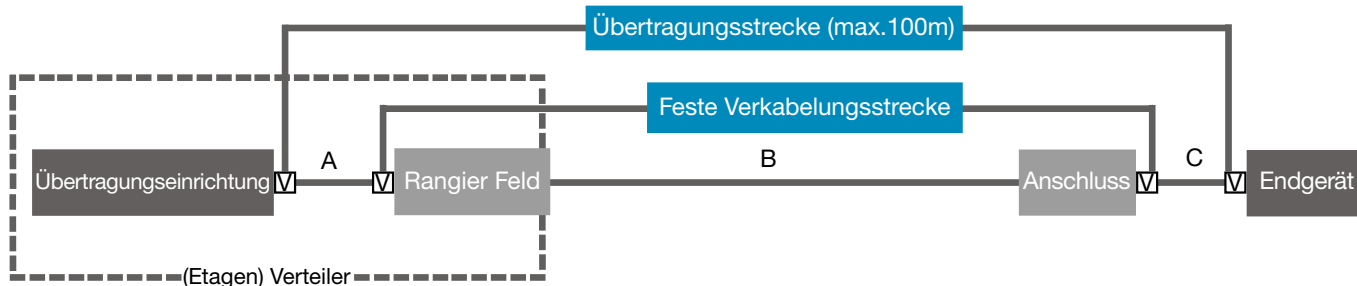 Übertragungsstrecke (max.100m)
Feste Verkabelungsstrecke
A
B
C
Übertragungseinrichtung
V
V
Rangier Feld
Anschluss
V
V
Endgerät
(Etagen) Verteiler